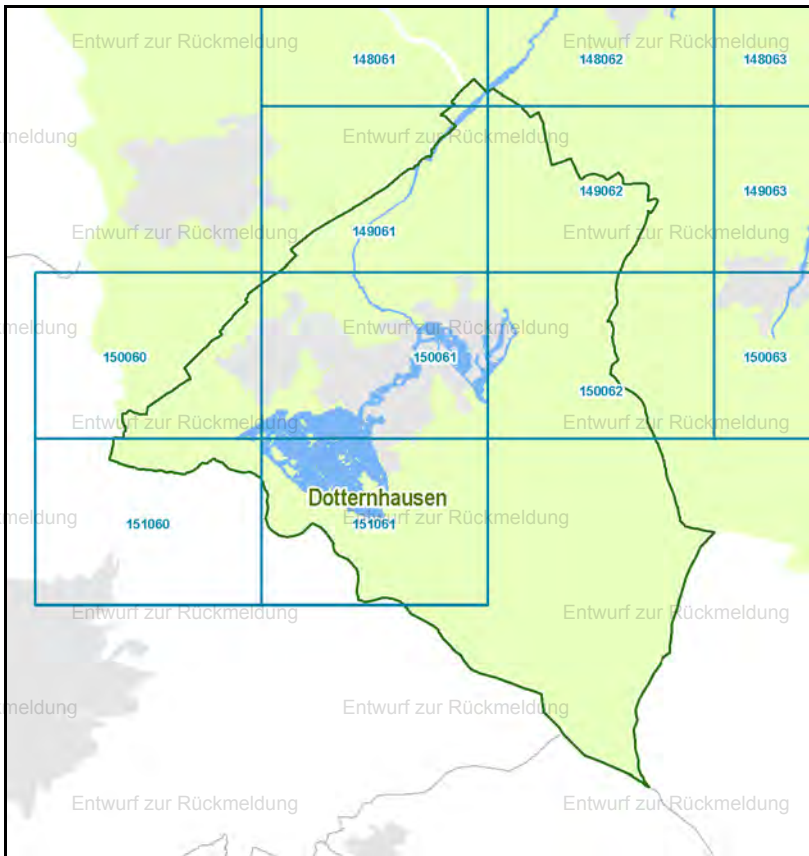 Entwurf zur Rückmeldung Entwurf zur Rückmeldung
148061 148062 148063
meldung Entwurf zur Rückmeldung
149062 149063
Entwurf zur Rückmeldung Entwurf zur Rückmeldung
149061
meldung Entwurf zur Rückmeldung
150060 150061 150063
150062
Entwurf zur Rückmeldung Entwurf zur Rückmeldung
Dotternhausen
meldung Entwurf zur Rückmeldung
151060 151061
Entwurf zur Rückmeldung Entwurf zur Rückmeldung
meldung Entwurf zur Rückmeldung
Entwurf zur Rückmeldung Entwurf zur Rückmeldung